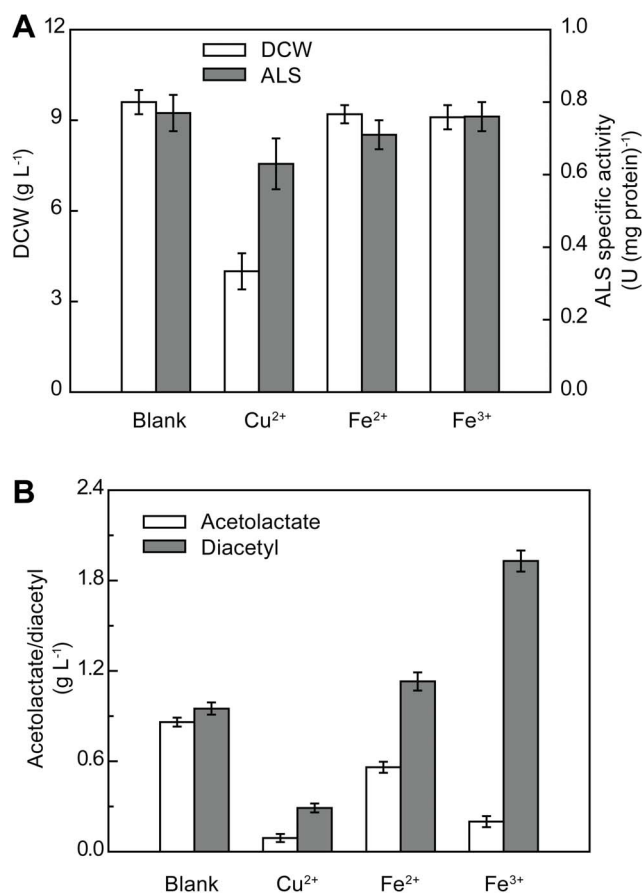 A
DCW
ALS
12
9
6
3
0
DCW (g L⁻¹)
1.0
0.8
0.6
0.4
0.2
0.0
ALS specific activity
(U (mg protein)⁻¹)
Blank
Cu²⁺
Fe²⁺
Fe³⁺
B
Acetolactate
Diacetyl
2.4
1.8
1.2
0.6
0.0
Acetolactate/diacetyl
(g L⁻¹)
Blank
Cu²⁺
Fe²⁺
Fe³⁺